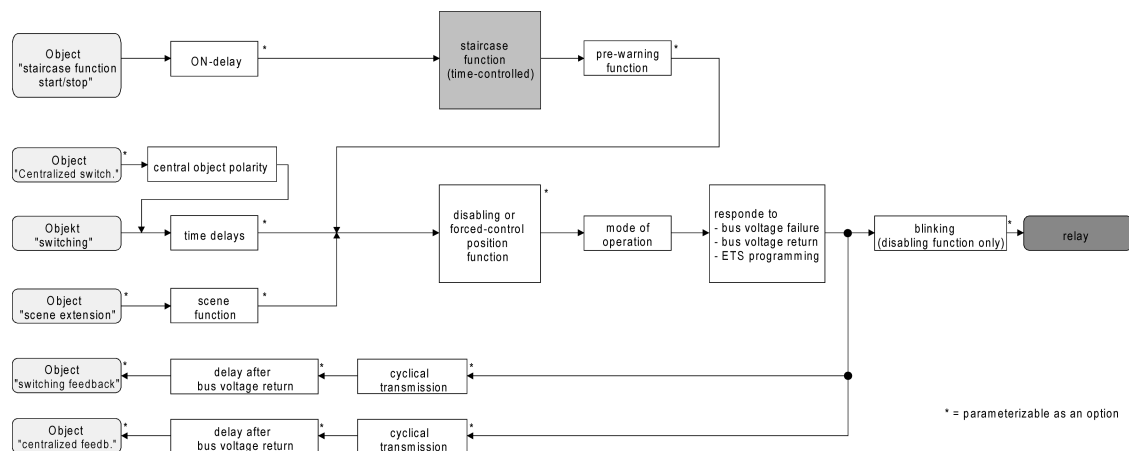 Object
"staircase function
start/stop"
*
ON-delay
staircase
function
(time-controlled)
pre-warning
function
*
Object
"Centralized switch."
*
central object polarity
Objekt
"switching"
time delays
*
disabling or
forced-control
position
function
*
mode of
operation
responde to
- bus voltage failure
- bus voltage return
- ETS programming
blinking
(disabling function only)
*
relay
Object
"scene extension"
*
scene
function
*
Object
"switching feedback"
*
delay after
bus voltage return
*
cyclical
transmission
*
* = parameterizable as an option
Object
"centralized feedb."
*
delay after
bus voltage return
*
cyclical
transmission
*